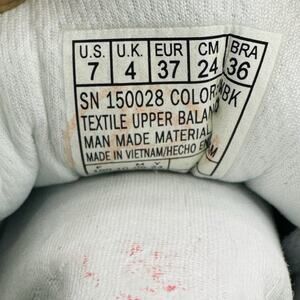 U.S. U.K. EUR CM BRA
7 4 37 24 36
SN 150028 COLOR: BK
TEXTILE UPPER BALAN
MAN MADE MATERIAL
MADE IN VIETNAM/HECHO EN